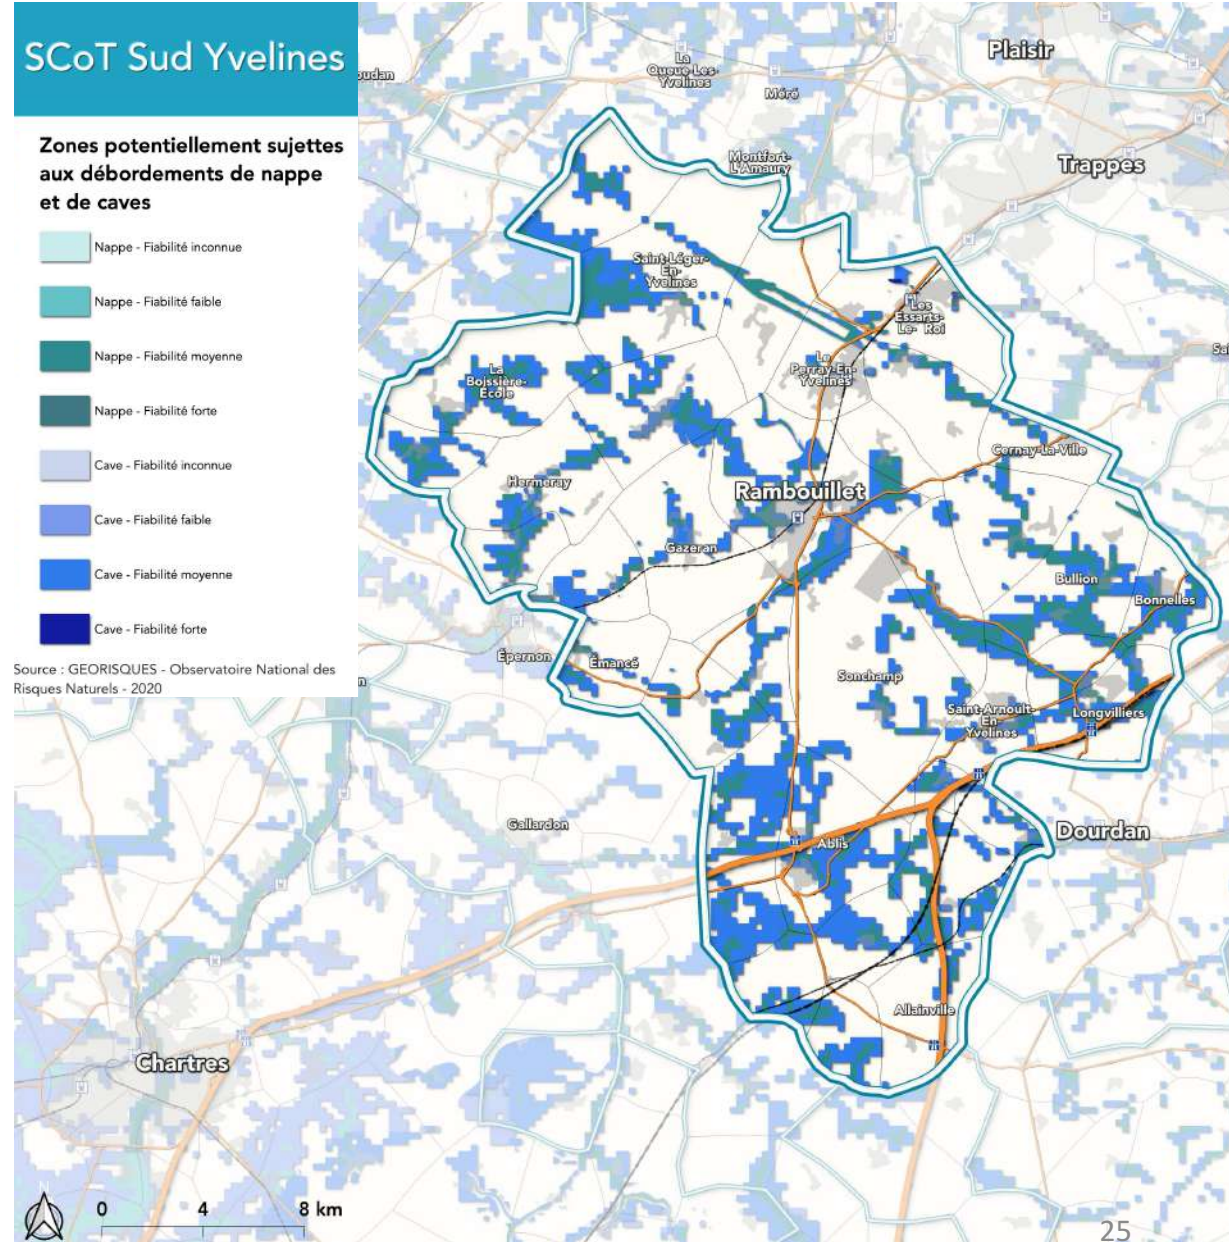 SCoT Sud Yvelines
Zones potentiellement sujettes
aux débordements de nappe
et de caves
Nappe - Fiabilité inconnue
Nappe - Fiabilité faible
Nappe - Fiabilité moyenne
Nappe - Fiabilité forte
Cave - Fiabilité inconnue
Cave - Fiabilité faible
Cave - Fiabilité moyenne
Cave - Fiabilité forte
Source : GEORISQUES - Observatoire National des
Risques Naturels - 2020
oudan
La
Queue-Les-
Yvelines
Méré
Plaisir
Montfort-
L'Amaury
Trappes
Saint-Léger-
En-
Yvelines
Les
Essarts-
Le- Roi
Sai
La
Boissière-
École
Le
Perray-En-
Yvelines
Cernay-La-Ville
Hermeray
Rambouillet
Gazeran
Bullion
Bonnelles
Épernon
Émancé
Sonchamp
Saint-Arnoult-
En-
Yvelines
Longvilliers
n
Gallardon
Ablis
Dourdan
Allainville
Chartres
0 4 8 km
25